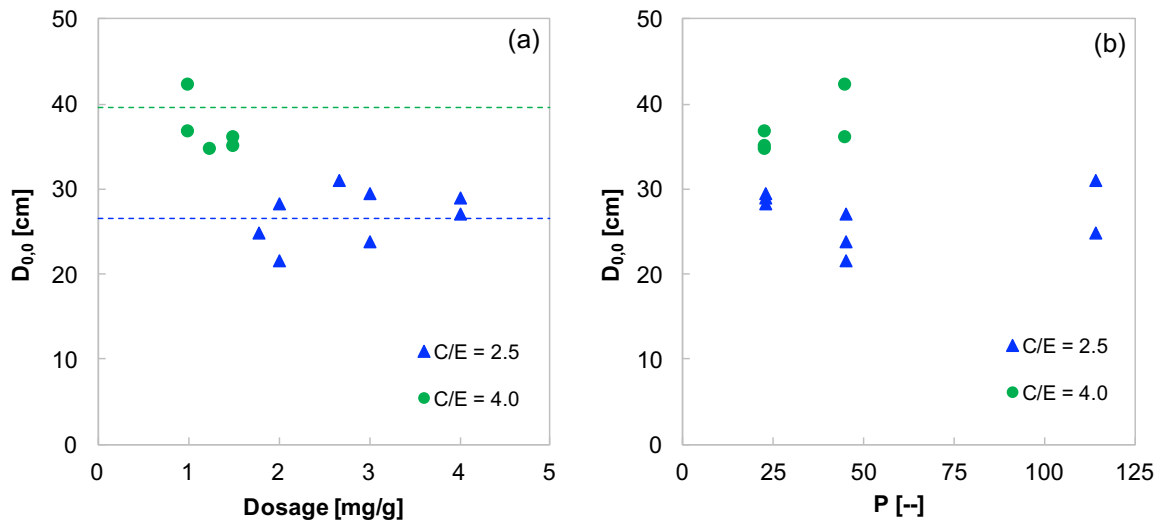 (a)
50
40
30
20
10
0
D0,0 [cm]
0 1 2 3 4 5
Dosage [mg/g]
C/E = 2.5
C/E = 4.0
(b)
50
40
30
20
10
0
D0,0 [cm]
0 25 50 75 100 125
P [--]
C/E = 2.5
C/E = 4.0